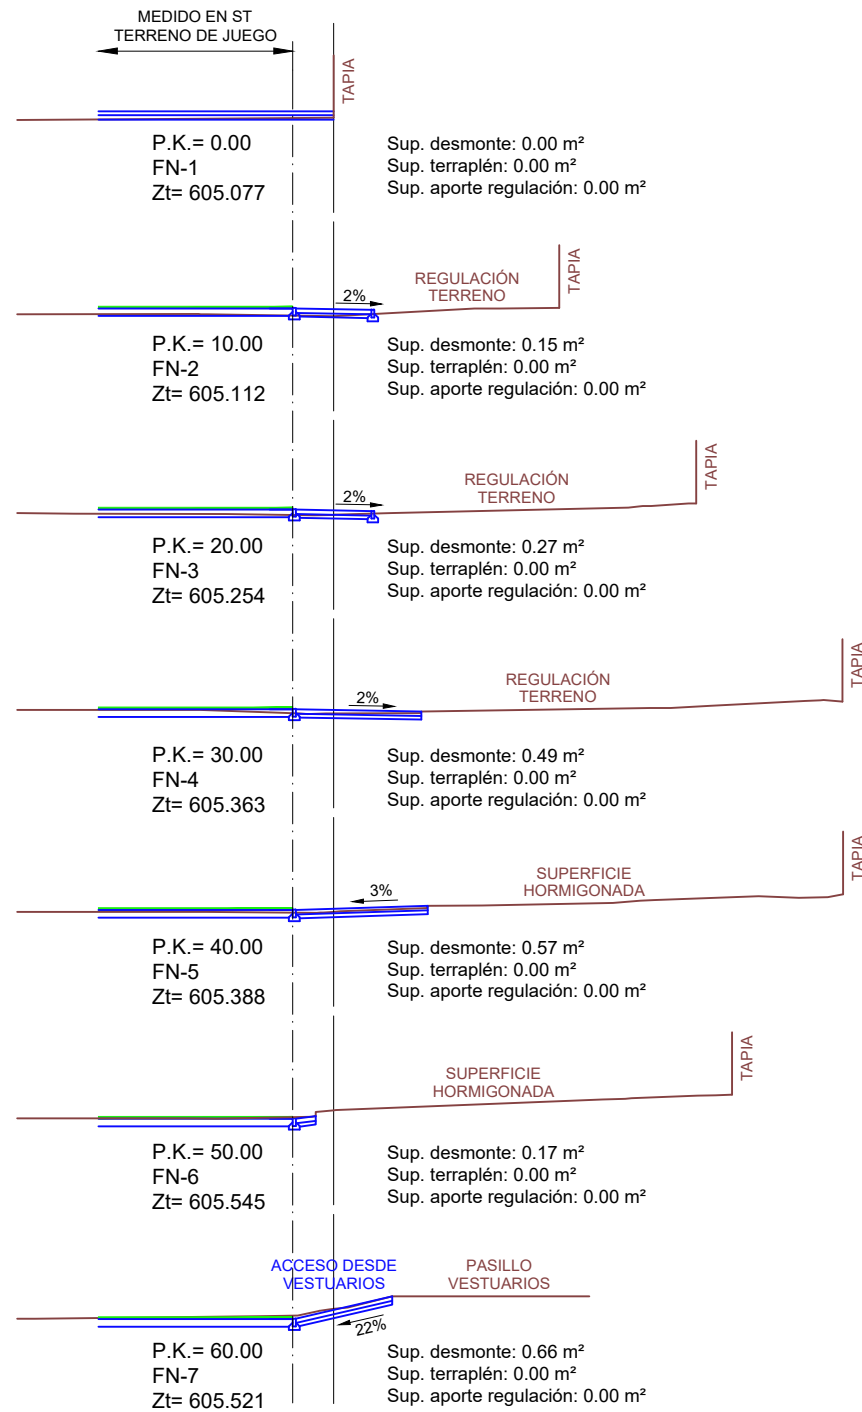 MEDIDO EN ST
TERRENO DE JUEGO
TAPIA
P.K.= 0.00
FN-1
Zt= 605.077
Sup. desmonte: 0.00 m²
Sup. terraplén: 0.00 m²
Sup. aporte regulación: 0.00 m²
2%
REGULACIÓN
TERRENO
TAPIA
P.K.= 10.00
FN-2
Zt= 605.112
Sup. desmonte: 0.15 m²
Sup. terraplén: 0.00 m²
Sup. aporte regulación: 0.00 m²
2%
REGULACIÓN
TERRENO
TAPIA
P.K.= 20.00
FN-3
Zt= 605.254
Sup. desmonte: 0.27 m²
Sup. terraplén: 0.00 m²
Sup. aporte regulación: 0.00 m²
2%
REGULACIÓN
TERRENO
TAPIA
P.K.= 30.00
FN-4
Zt= 605.363
Sup. desmonte: 0.49 m²
Sup. terraplén: 0.00 m²
Sup. aporte regulación: 0.00 m²
3%
SUPERFICIE
HORMIGONADA
TAPIA
P.K.= 40.00
FN-5
Zt= 605.388
Sup. desmonte: 0.57 m²
Sup. terraplén: 0.00 m²
Sup. aporte regulación: 0.00 m²
SUPERFICIE
HORMIGONADA
TAPIA
P.K.= 50.00
FN-6
Zt= 605.545
Sup. desmonte: 0.17 m²
Sup. terraplén: 0.00 m²
Sup. aporte regulación: 0.00 m²
ACCESO DESDE
VESTUARIOS
PASILLO
VESTUARIOS
22%
P.K.= 60.00
FN-7
Zt= 605.521
Sup. desmonte: 0.66 m²
Sup. terraplén: 0.00 m²
Sup. aporte regulación: 0.00 m²